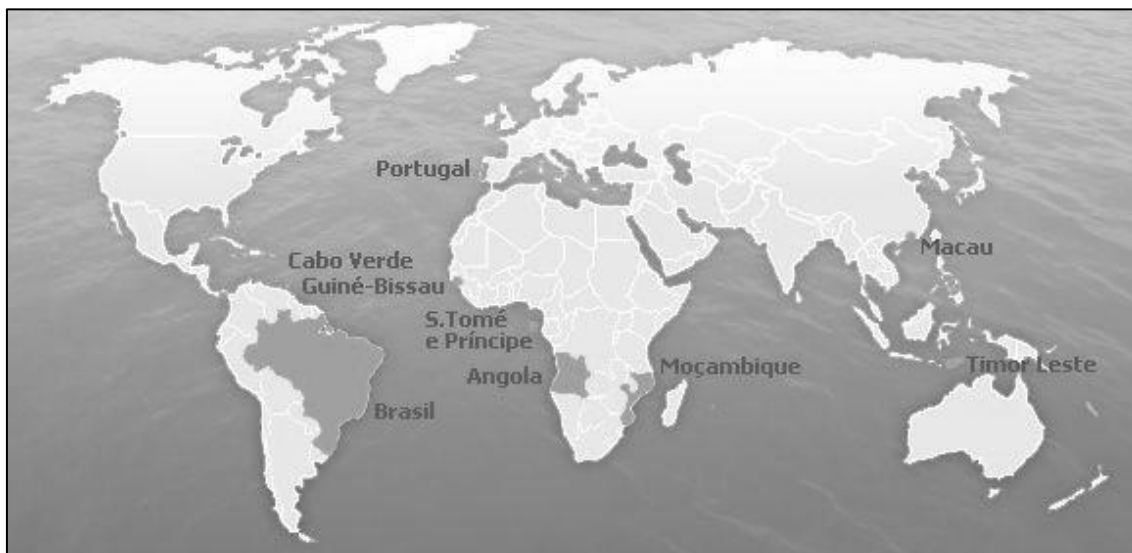 Portugal
Macau
Cabo Verde
Guiné-Bissau
S.Tomé
e Príncipe
Moçambique
Timor Leste
Angola
Brasil